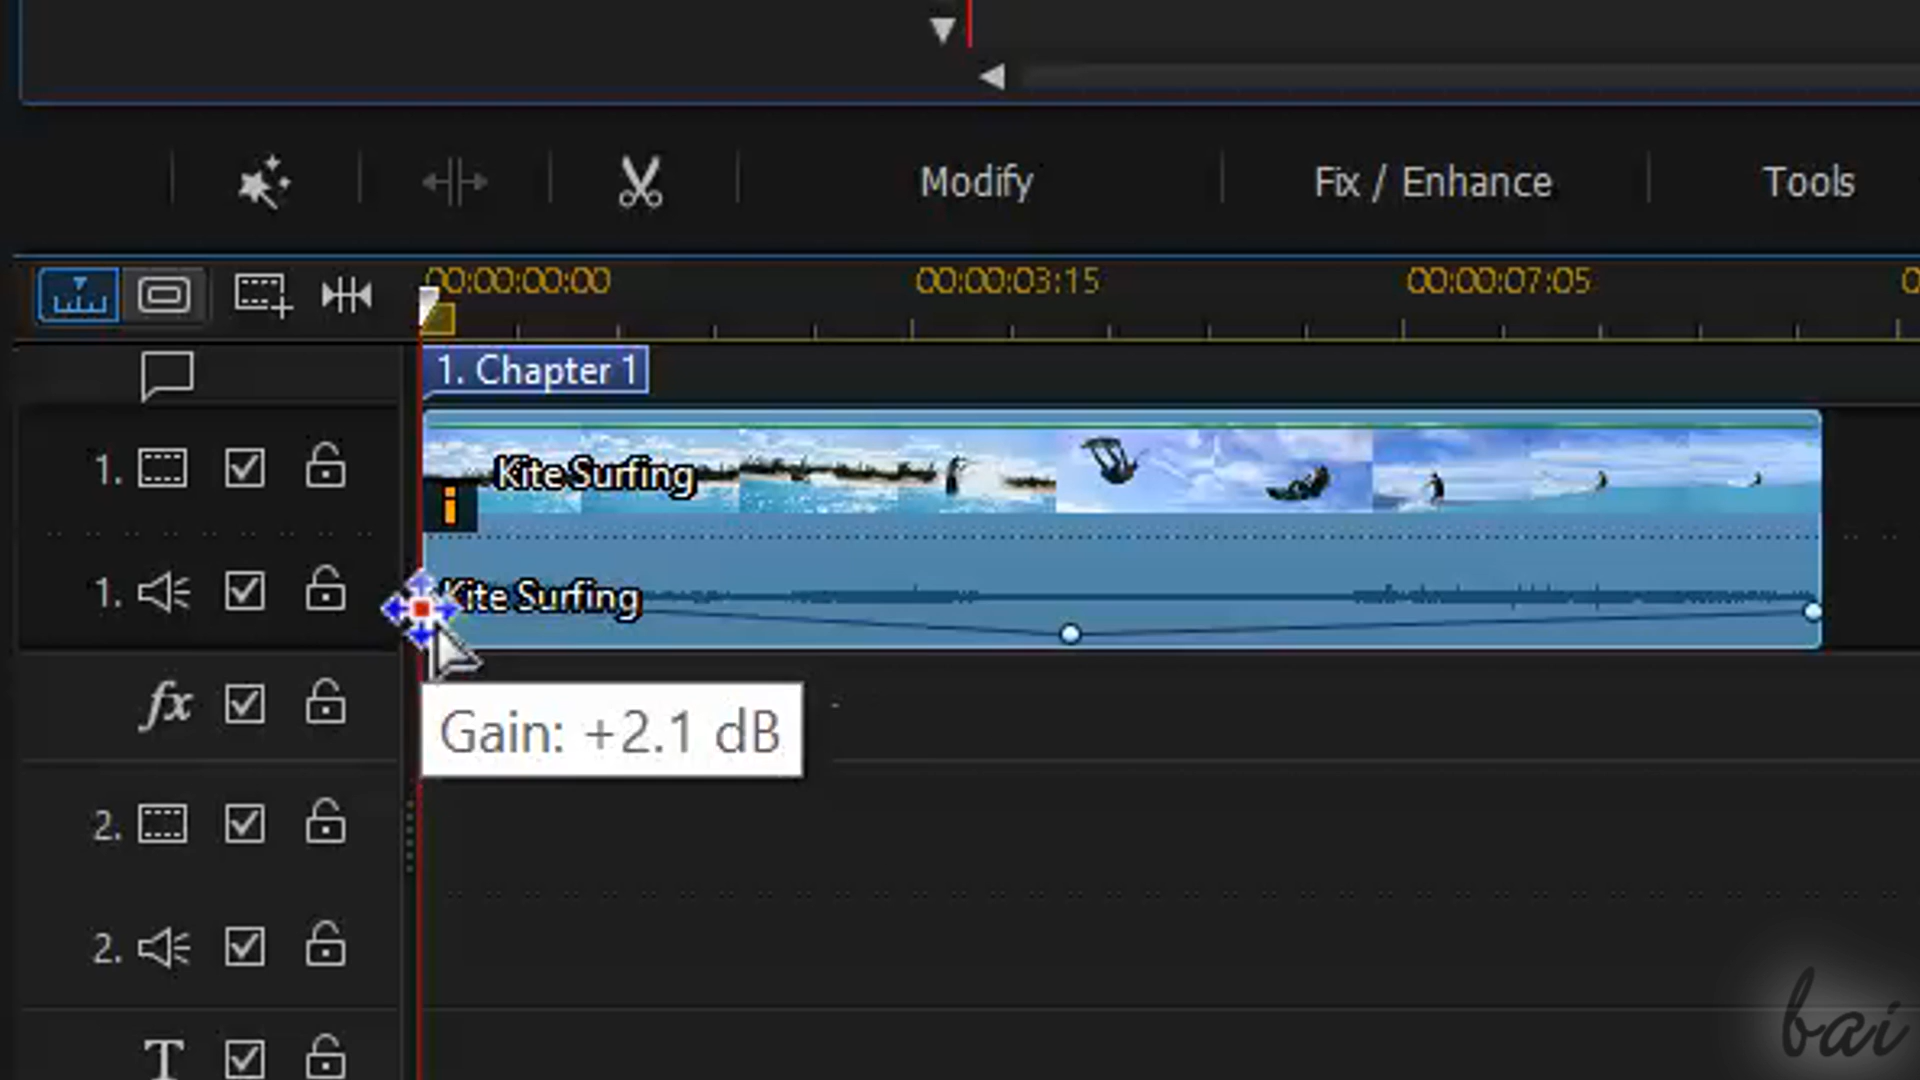 Modify
Fix / Enhance
Tools
00:00:00:00
00:00:03:15
00:00:07:05
1. Chapter 1
1.
Kite Surfing
i
1.
Kite Surfing
fx
Gain: +2.1 dB
2.
2.
T
bai